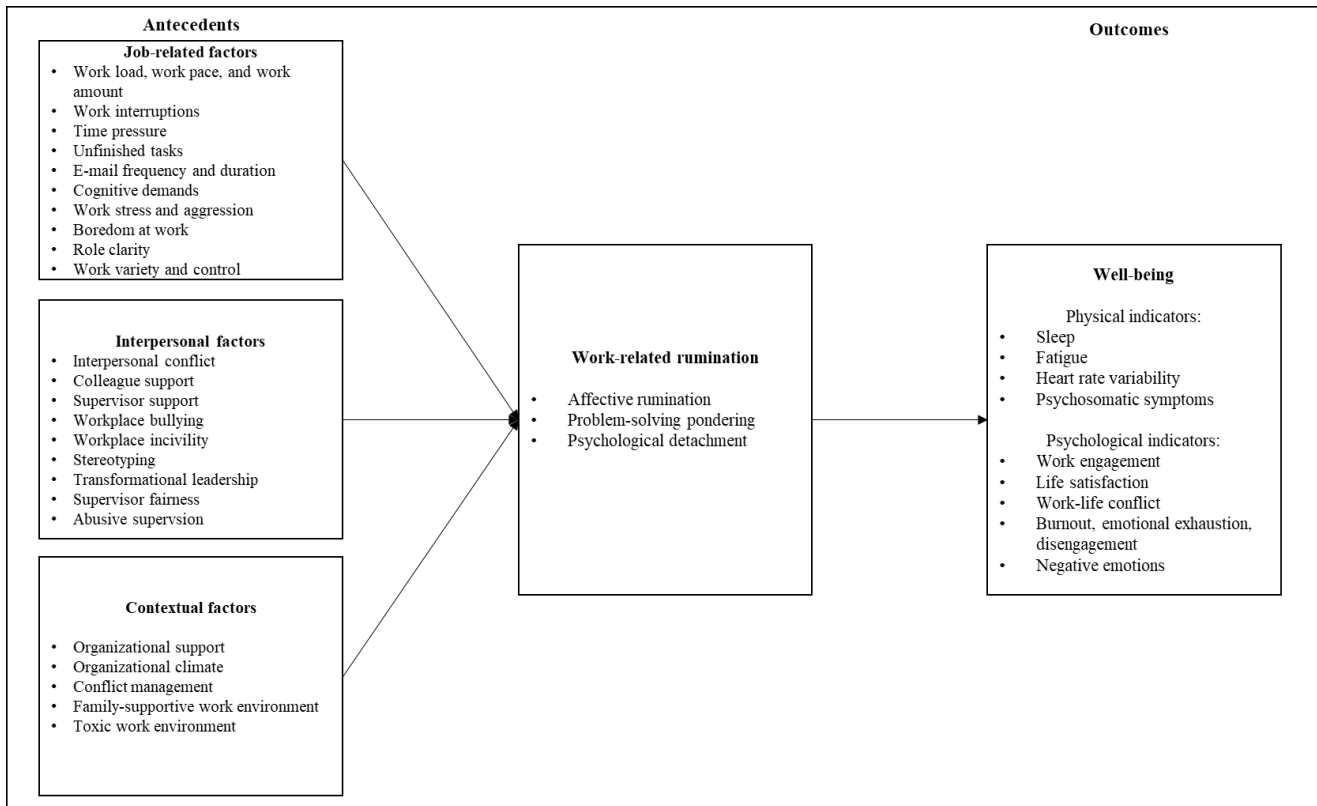 Antecedents
Job-related factors
• Work load, work pace, and work
amount
• Work interruptions
• Time pressure
• Unfinished tasks
• E-mail frequency and duration
• Cognitive demands
• Work stress and aggression
• Boredom at work
• Role clarity
• Work variety and control
Interpersonal factors
• Interpersonal conflict
• Colleague support
• Supervisor support
• Workplace bullying
• Workplace incivility
• Stereotyping
• Transformational leadership
• Supervisor fairness
• Abusive supervsion
Contextual factors
• Organizational support
• Organizational climate
• Conflict management
• Family-supportive work environment
• Toxic work environment
Work-related rumination
• Affective rumination
• Problem-solving pondering
• Psychological detachment
Outcomes
Well-being
Physical indicators:
• Sleep
• Fatigue
• Heart rate variability
• Psychosomatic symptoms
Psychological indicators:
• Work engagement
• Life satisfaction
• Work-life conflict
• Burnout, emotional exhaustion,
disengagement
• Negative emotions